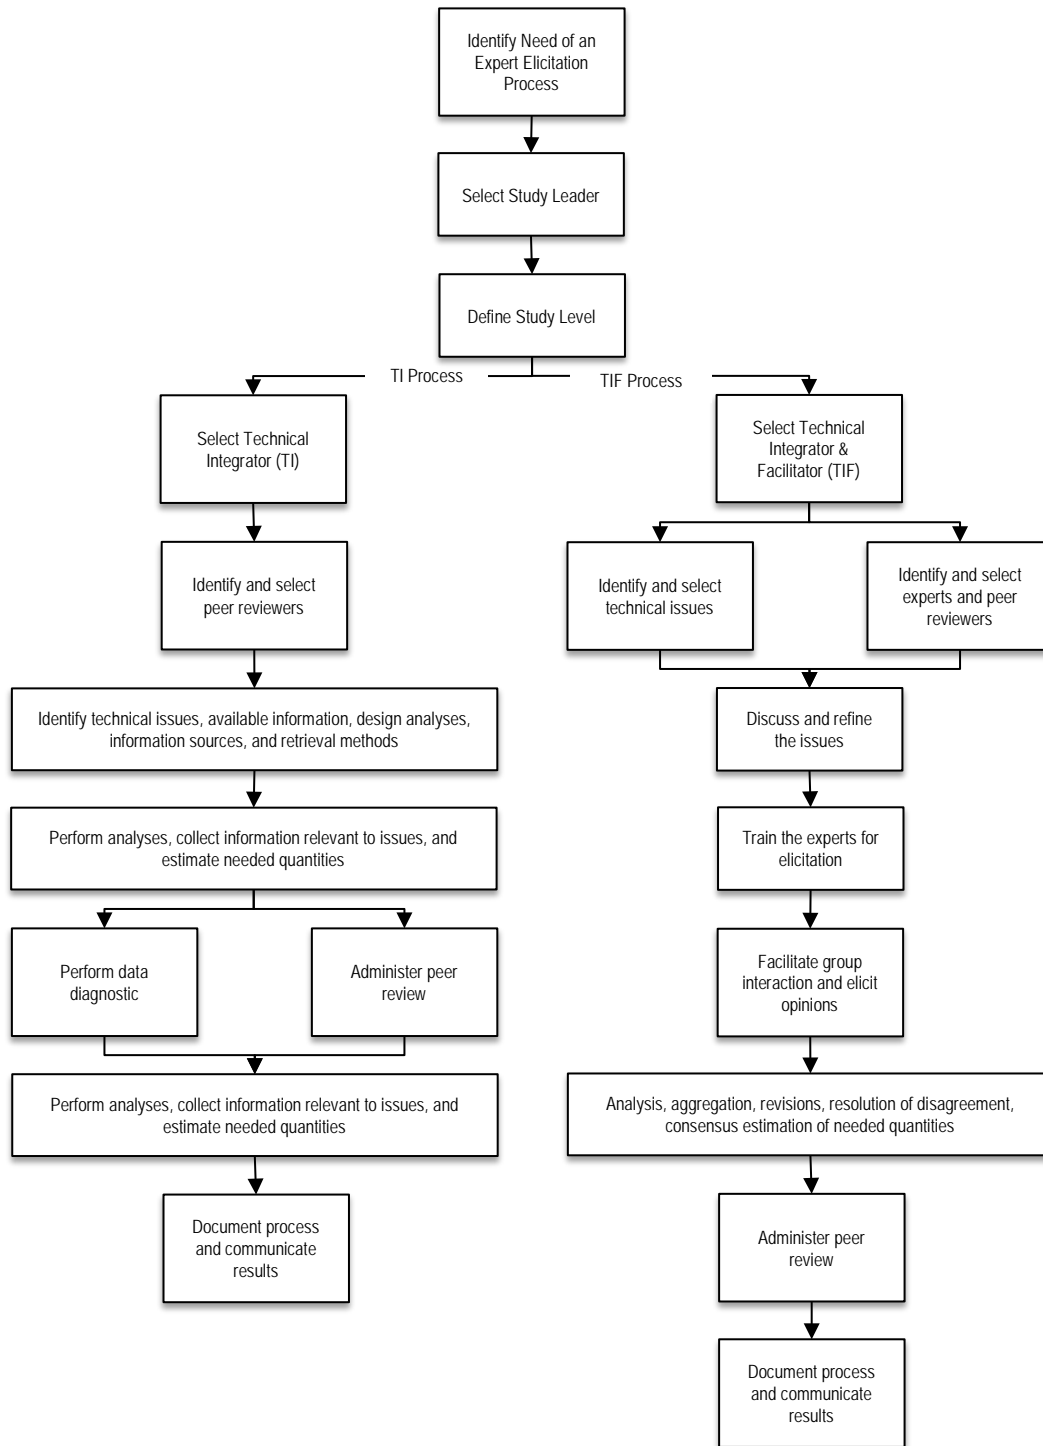 Identify Need of an
Expert Elicitation
Process
Select Study Leader
Define Study Level
TI Process
TIF Process
Select Technical
Integrator (TI)
Select Technical
Integrator &
Facilitator (TIF)
Identify and select
peer reviewers
Identify and select
technical issues
Identify and select
experts and peer
reviewers
Identify technical issues, available information, design analyses,
information sources, and retrieval methods
Discuss and refine
the issues
Perform analyses, collect information relevant to issues, and
estimate needed quantities
Train the experts for
elicitation
Perform data
diagnostic
Administer peer
review
Facilitate group
interaction and elicit
opinions
Perform analyses, collect information relevant to issues, and
estimate needed quantities
Analysis, aggregation, revisions, resolution of disagreement,
consensus estimation of needed quantities
Document process
and communicate
results
Administer peer
review
Document process
and communicate
results